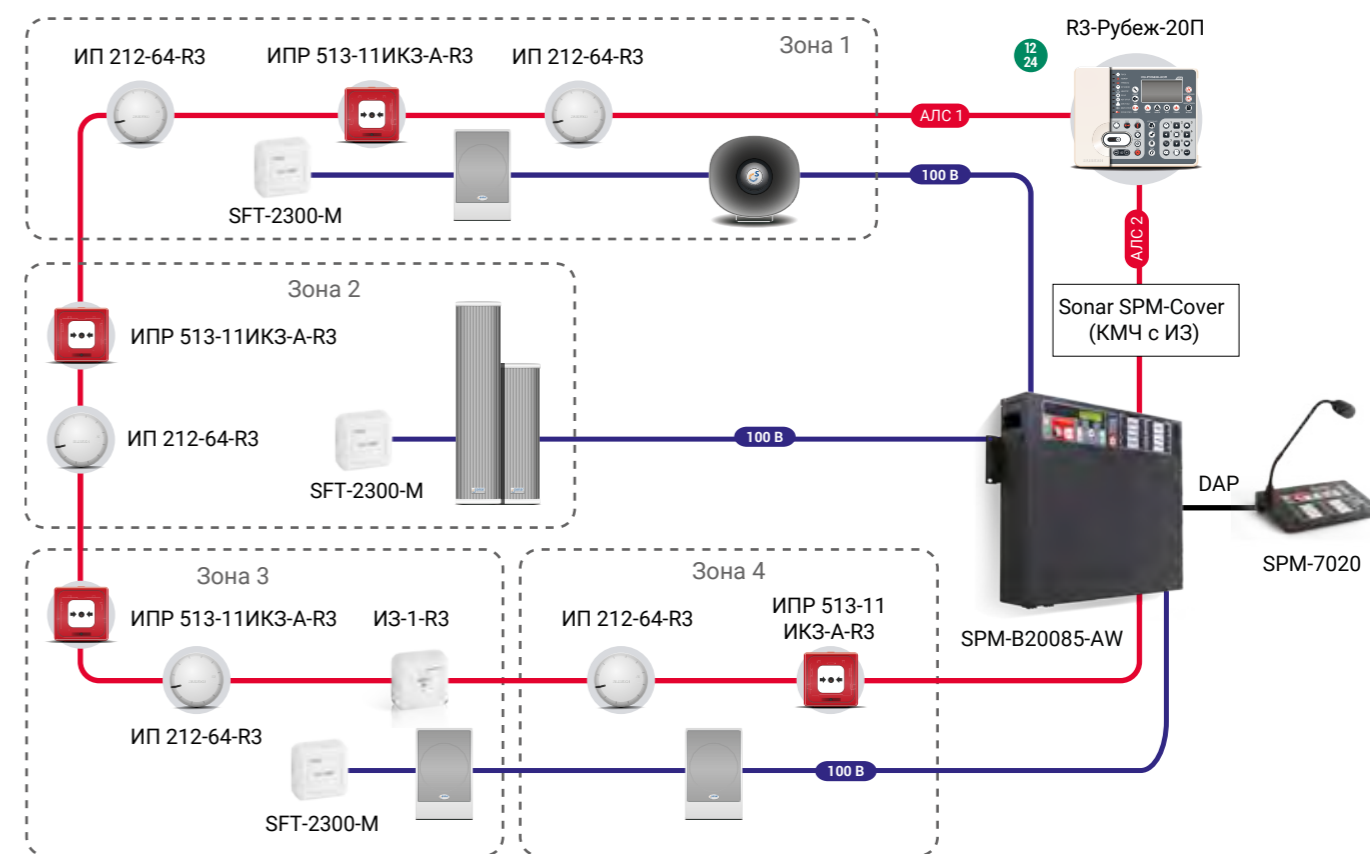 Зона 1
R3-Рубеж-20П
12
24
ИП 212-64-R3
ИПР 513-11ИКЗ-А-R3
ИП 212-64-R3
АЛС 1
100 В
SFT-2300-M
АЛС 2
Зона 2
Sonar SPM-Cover
(КМЧ с ИЗ)
ИПР 513-11ИКЗ-А-R3
ИП 212-64-R3
100 В
SFT-2300-M
DAP
SPM-7020
Зона 3
Зона 4
ИПР 513-11ИКЗ-А-R3
ИЗ-1-R3
ИП 212-64-R3
ИПР 513-11
ИКЗ-А-R3
SPM-B20085-AW
ИП 212-64-R3
100 В
SFT-2300-M